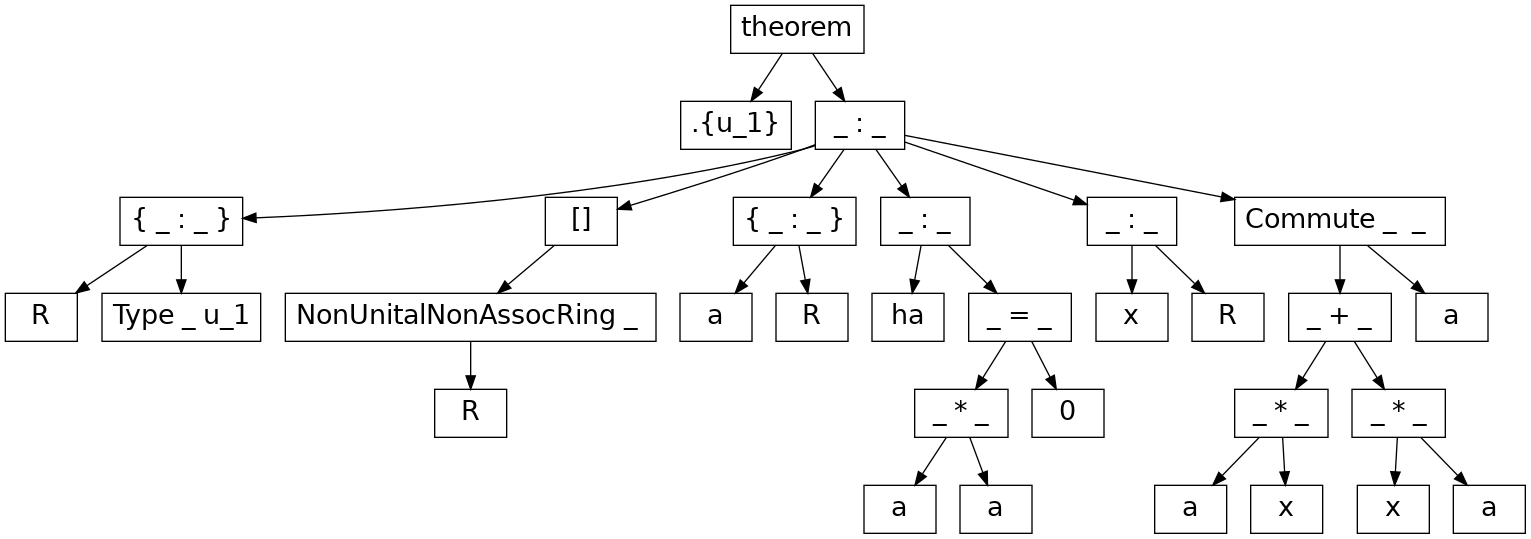 theorem
.{u_1} _ : _
{ _ : _ } [] { _ : _ } _ : _ _ : _ Commute _  _
R Type _ u_1 NonUnitalNonAssocRing _ a R ha _ = _ x R _ + _ a
R _ * _ 0 _ * _ _ * _
a a a x x a